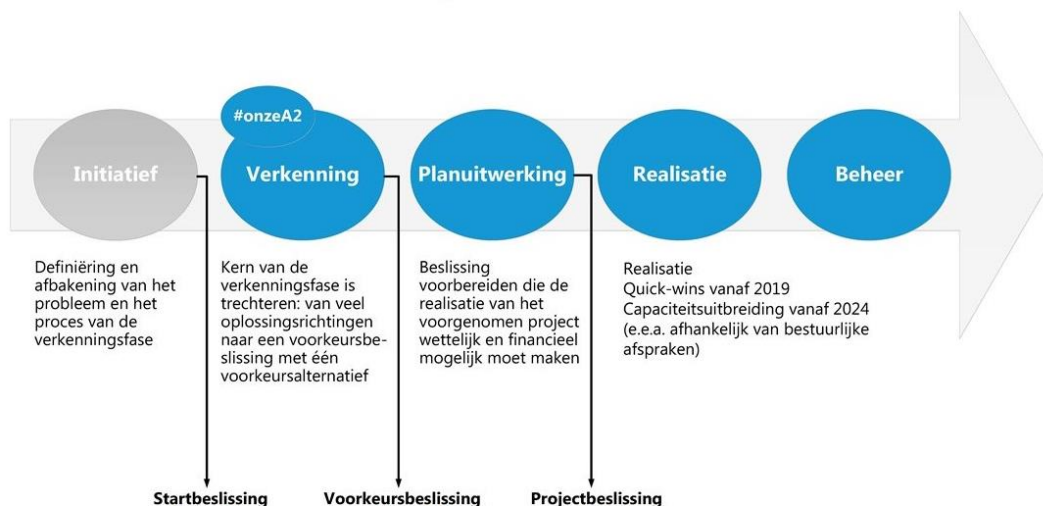 #onzeA2
Initiatief
Verkenning
Planuitwerking
Realisatie
Beheer
Definiëring en
afbakening van het
probleem en het
proces van de
verkenningsfase
Kern van de
verkenningsfase is
trechteren: van veel
oplossingsrichtingen
naar een voorkeursbe-
slissing met één
voorkeursalternatief
Beslissing
voorbereiden die de
realisatie van het
voorgenomen project
wettelijk en financieel
mogelijk moet maken
Realisatie
Quick-wins vanaf 2019
Capaciteitsuitbreiding vanaf 2024
(e.e.a. afhankelijk van bestuurlijke
afspraken)
Startbeslissing
Voorkeursbeslissing
Projectbeslissing